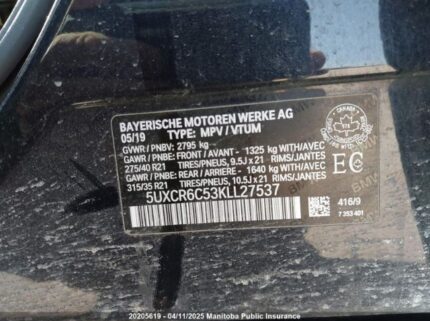 BAYERISCHE MOTOREN WERKE AG
05/19 TYPE: MPV / VTUM
GVWR / PNBV: 2795 kg
GAWR / PNBE: FRONT / AVANT - 1325 kg WITH/AVEC
275/40 R21 TIRES/PNEUS, 9.5J x 21 RIMS/JANTES
GAWR / PNBE: REAR / ARRIERE - 1640 kg WITH/AVEC
315/35 R21 TIRES/PNEUS, 10.5J x 21 RIMS/JANTES
5UXCR6C53KLL27537
CANADA
EC
416/9
7 353 401
20205619 - 04/11/2025 Manitoba Public Insurance